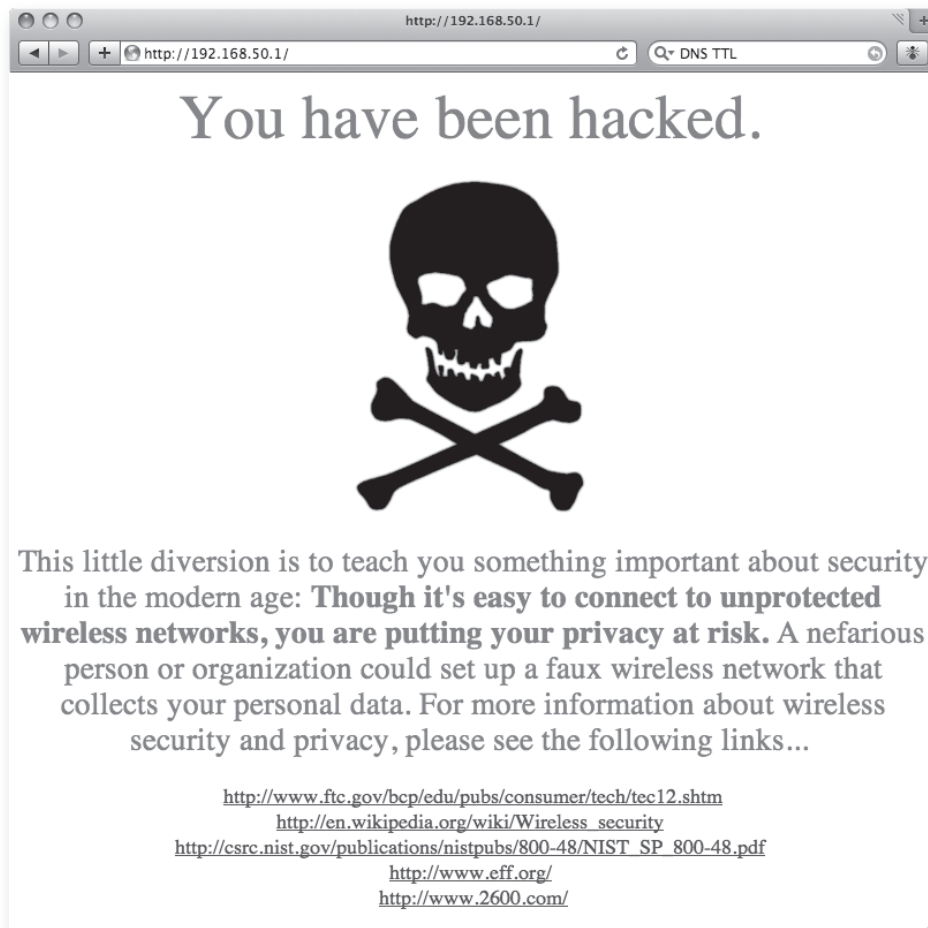 http://192.168.50.1/
http://192.168.50.1/
DNS TTL
You have been hacked.
This little diversion is to teach you something important about security
in the modern age: Though it's easy to connect to unprotected
wireless networks, you are putting your privacy at risk. A nefarious
person or organization could set up a faux wireless network that
collects your personal data. For more information about wireless
security and privacy, please see the following links...
http://www.ftc.gov/bcp/edu/pubs/consumer/tech/tec12.shtm
http://en.wikipedia.org/wiki/Wireless_security
http://csrc.nist.gov/publications/nistpubs/800-48/NIST_SP_800-48.pdf
http://www.eff.org/
http://www.2600.com/